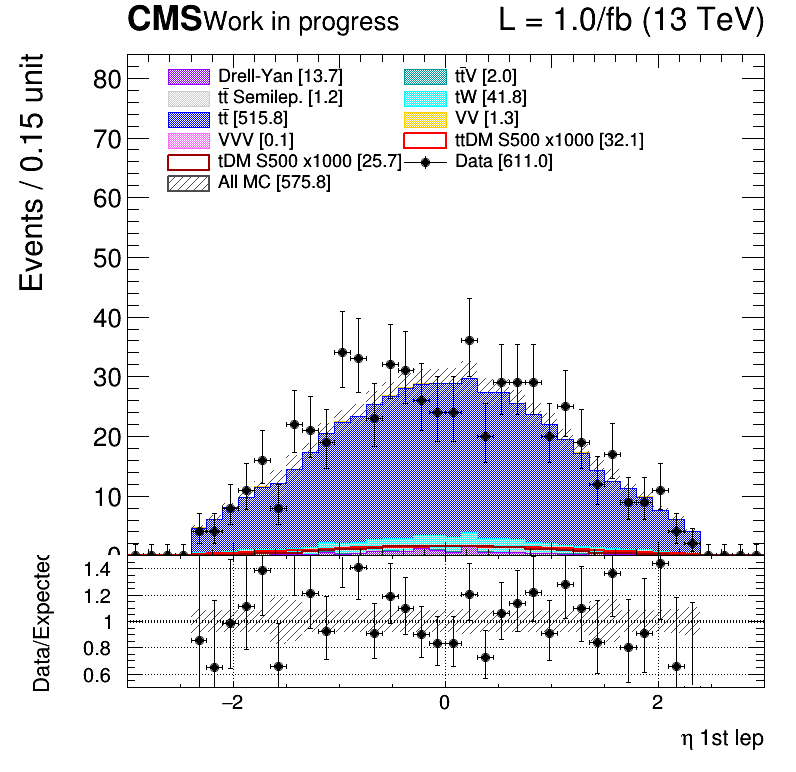 CMS Work in progress L = 1.0/fb (13 TeV)
Events / 0.15 unit
80
70
60
50
40
30
20
10
0
Drell-Yan [13.7]
tt̄ Semilep. [1.2]
tt̄ [515.8]
VVV [0.1]
tDM S500 x1000 [25.7]
All MC [575.8]
tt̄V [2.0]
tW [41.8]
VV [1.3]
ttDM S500 x1000 [32.1]
Data [611.0]
Data/Expected
1.4
1.2
1
0.8
0.6
−2 0 2
η 1st lep